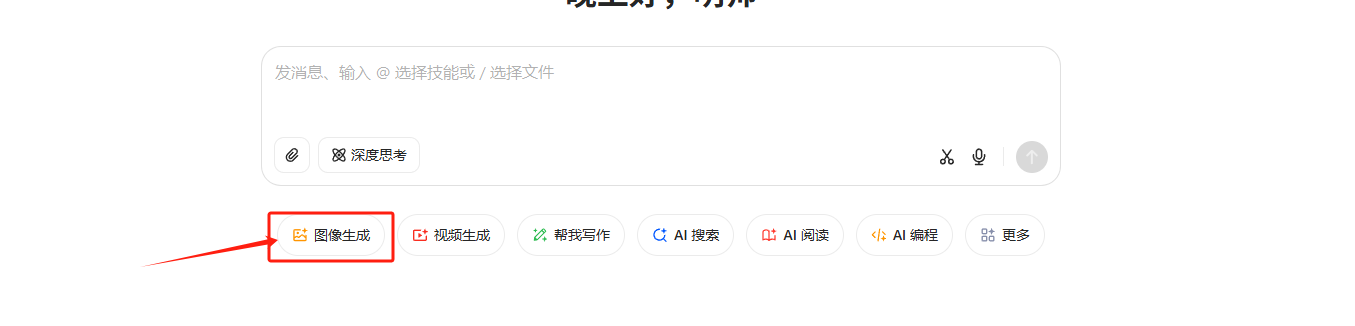 发消息、输入 @ 选择技能或 / 选择文件
深度思考
图像生成 视频生成 帮我写作 AI 搜索 AI 阅读 AI 编程 更多